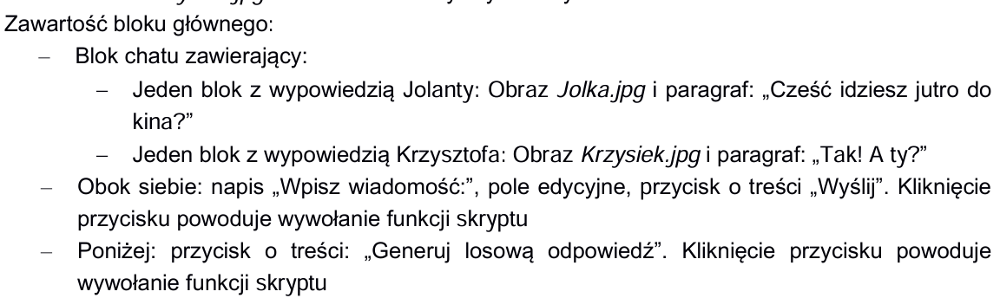 Zawartość bloku głównego:
– Blok chatu zawierający:
– Jeden blok z wypowiedzią Jolanty: Obraz Jolka.jpg i paragraf: „Cześć idziesz jutro do
kina?”
– Jeden blok z wypowiedzią Krzysztofa: Obraz Krzysiek.jpg i paragraf: „Tak! A ty?”
– Obok siebie: napis „Wpisz wiadomość:”, pole edycyjne, przycisk o treści „Wyślij”. Kliknięcie
przycisku powoduje wywołanie funkcji skryptu
– Poniżej: przycisk o treści: „Generuj losową odpowiedź”. Kliknięcie przycisku powoduje
wywołanie funkcji skryptu